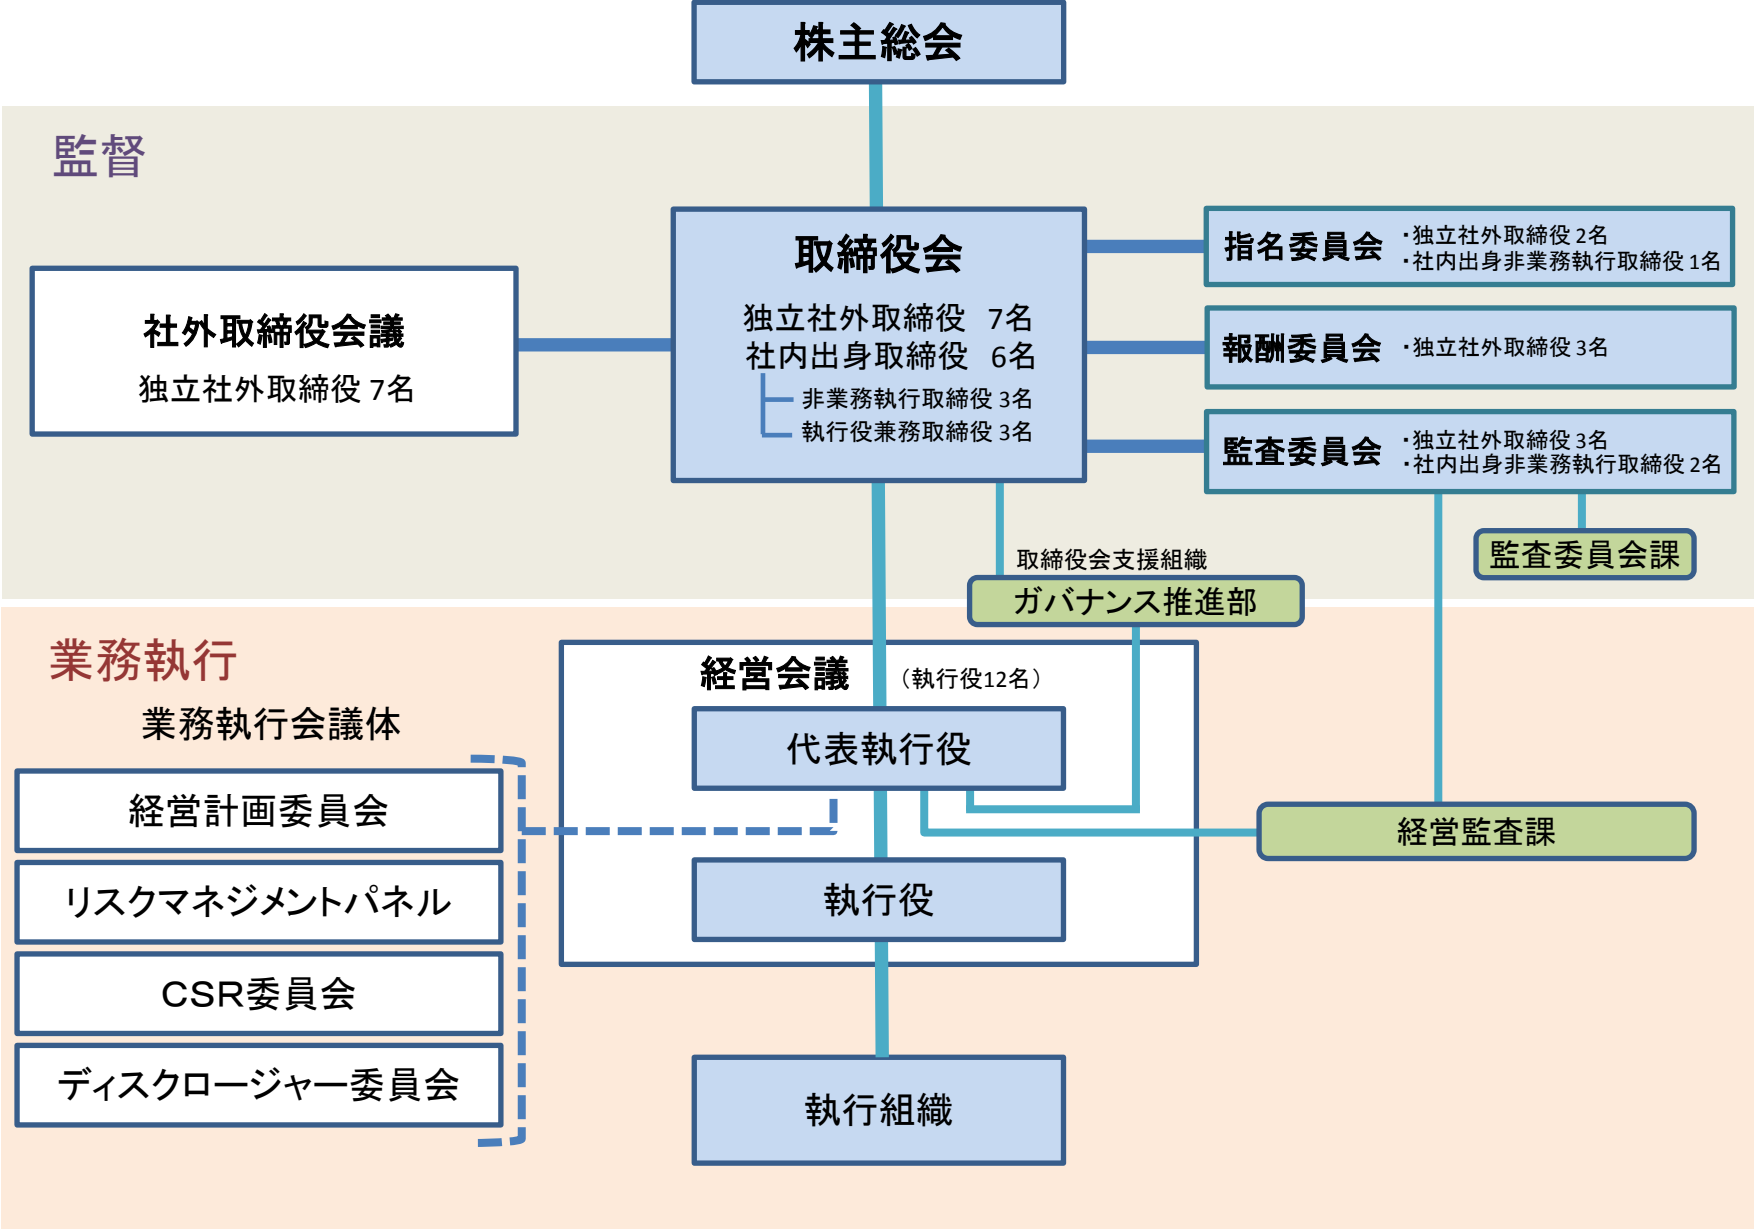 株主総会
監督
取締役会
独立社外取締役 7名
社内出身取締役 6名
非業務執行取締役 3名
執行役兼務取締役 3名
社外取締役会議
独立社外取締役 7名
指名委員会
・独立社外取締役 2名
・社内出身非業務執行取締役 1名
報酬委員会
・独立社外取締役 3名
監査委員会
・独立社外取締役 3名
・社内出身非業務執行取締役 2名
監査委員会課
取締役会支援組織
ガバナンス推進部
業務執行
経営会議 （執行役12名）
代表執行役
執行役
執行組織
業務執行会議体
経営計画委員会
リスクマネジメントパネル
CSR委員会
ディスクロージャー委員会
経営監査課